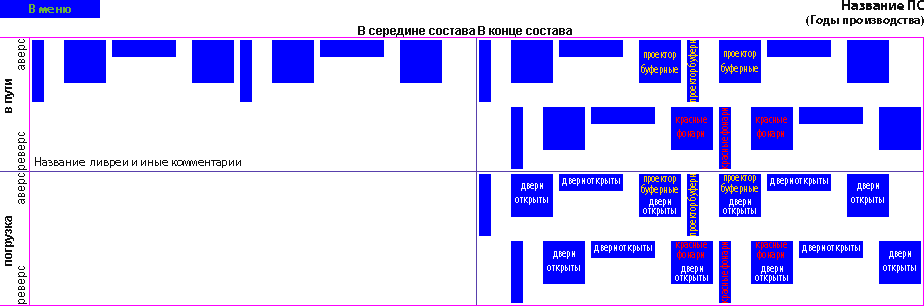 В меню
Название ПС
(Годы производства)
В середине состава
В конце состава
в пути
аверс
реверс
проектор
буферные
проектор буферные
проектор
буферные
красные
фонари
красные фонари
красные
фонари
Название ливреи и иные комментарии
погрузка
аверс
реверс
двери
открыты
двери открыты
проектор
буферные
двери
открыты
проектор буферные
проектор
буферные
двери
открыты
двери открыты
двери
открыты
двери
открыты
двери открыты
красные
фонари
двери
открыты
красные фонари
красные
фонари
двери
открыты
двери открыты
двери
открыты